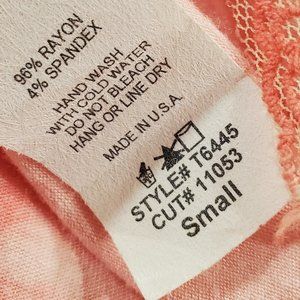 96% RAYON
4% SPANDEX
HAND WASH
WITH COLD WATER
DO NOT BLEACH
HANG OR LINE DRY
MADE IN U.S.A.
STYLE# T6445
CUT# 11053
Small